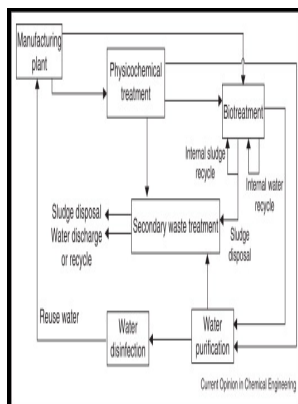 Manufacturing
plant
Physicochemical
treatment
Biotreatment
Internal sludge
recycle
Internal water
recycle
Sludge disposal
Water discharge
or recycle
Secondary waste treatment
Sludge
disposal
Reuse water
Water
disinfection
Water
purification
Current Opinion in Chemical Engineering